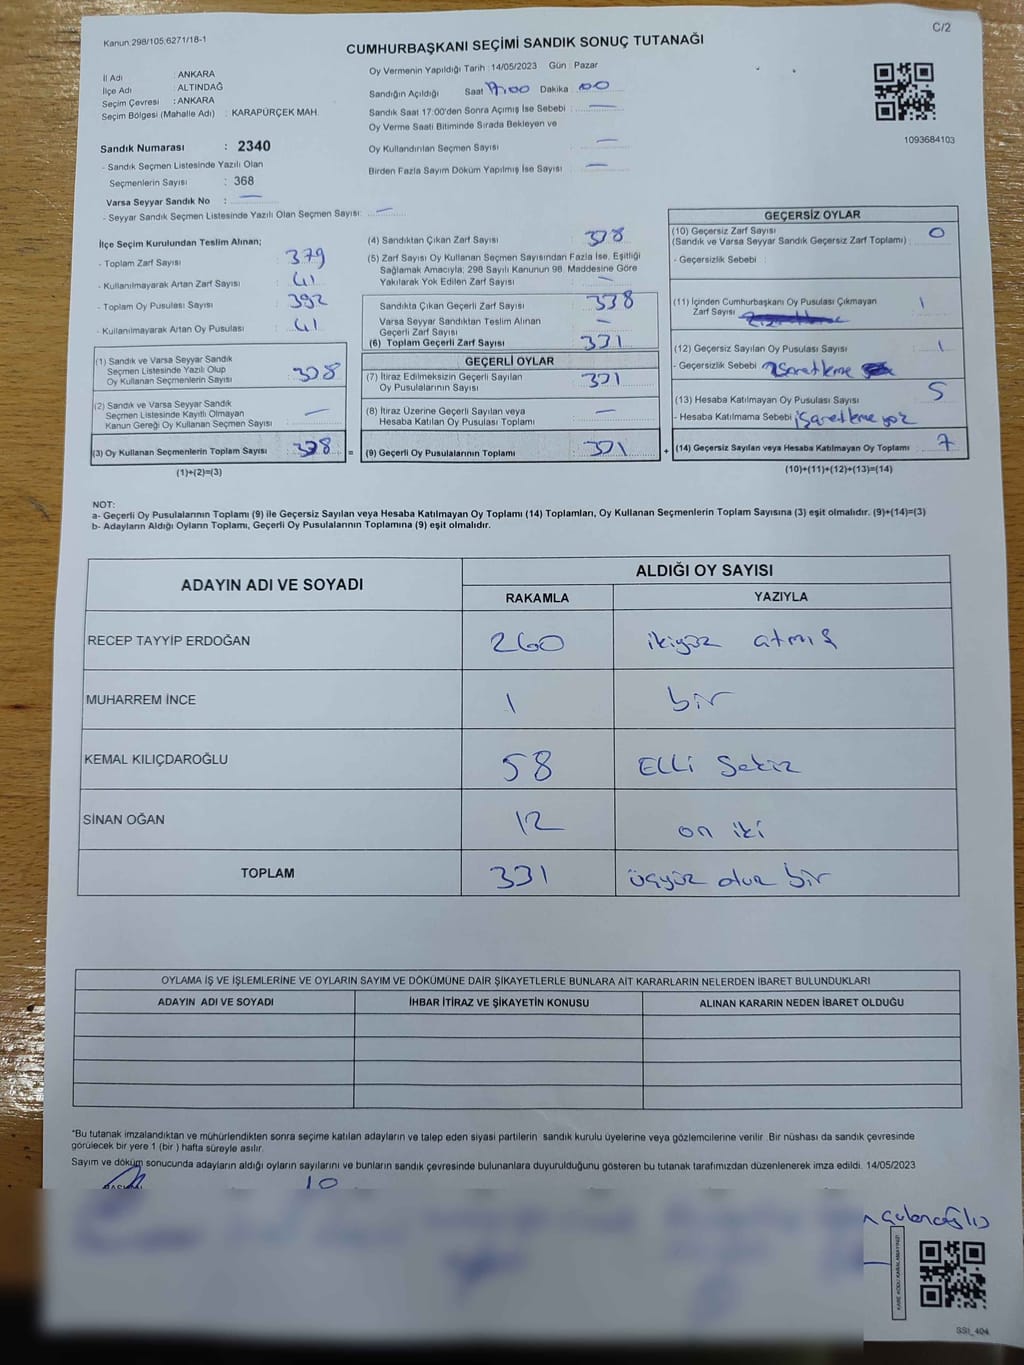 Kanun 298/105;6271/18-1
C/2
CUMHURBAŞKANI SEÇİMİ SANDIK SONUÇ TUTANAĞI
İl Adı : ANKARA
İlçe Adı : ALTINDAĞ
Seçim Çevresi : ANKARA
Seçim Bölgesi (Mahalle Adı) : KARAPÜRÇEK MAH.
Sandık Numarası : 2340
- Sandık Seçmen Listesinde Yazılı Olan
Seçmenlerin Sayısı : 368
Varsa Seyyar Sandık No : —
- Seyyar Sandık Seçmen Listesinde Yazılı Olan Seçmen Sayısı: —
Oy Vermenin Yapıldığı Tarih : 14/05/2023 Gün : Pazar
Sandığın Açıldığı Saat 17:00 Dakika :00
Sandık Saat 17:00'den Sonra Açımış İse Sebebi : —
Oy Verme Saati Bitiminde Sırada Bekleyen ve
Oy Kullandırılan Seçmen Sayısı : —
Birden Fazla Sayım Döküm Yapılmış İse Sayısı : —
1093684103
İlçe Seçim Kurulundan Teslim Alınan;
- Toplam Zarf Sayısı : 379
- Kullanılmayarak Artan Zarf Sayısı : 41
- Toplam Oy Pusulası Sayısı : 392
- Kullanılmayarak Artan Oy Pusulası : 41
(1) Sandık ve Varsa Seyyar Sandık
Seçmen Listesinde Yazılı Olup
Oy Kullanan Seçmenlerin Sayısı : 338
(2) Sandık ve Varsa Seyyar Sandık
Seçmen Listesinde Kayıtlı Olmayan
Kanun Gereği Oy Kullanan Seçmen Sayısı : —
(3) Oy Kullanan Seçmenlerin Toplam Sayısı : 338
(1)+(2)=(3)
=
(4) Sandıktan Çıkan Zarf Sayısı : 338
(5) Zarf Sayısı Oy Kullanan Seçmen Sayısından Fazla İse, Eşitliği
Sağlamak Amacıyla, 298 Sayılı Kanunun 98. Maddesine Göre
Yakılarak Yok Edilen Zarf Sayısı : —
Sandıkta Çıkan Geçerli Zarf Sayısı : 338
Varsa Seyyar Sandıktan Teslim Alınan
Geçerli Zarf Sayısı : —
(6) Toplam Geçerli Zarf Sayısı : 331
GEÇERLİ OYLAR
(7) İtiraz Edilmeksizin Geçerli Sayılan
Oy Pusulalarının Sayısı : 331
(8) İtiraz Üzerine Geçerli Sayılan veya
Hesaba Katılan Oy Pusulası Toplamı : —
(9) Geçerli Oy Pusulalarının Toplamı : 331
+
GEÇERSİZ OYLAR
(10) Geçersiz Zarf Sayısı
(Sandık ve Varsa Seyyar Sandık Geçersiz Zarf Toplamı) : 0
- Geçersizlik Sebebi :
(11) İçinden Cumhurbaşkanı Oy Pusulası Çıkmayan
Zarf Sayısı : 1
(12) Geçersiz Sayılan Oy Pusulası Sayısı : 1
- Geçersizlik Sebebi : işaretleme
(13) Hesaba Katılmayan Oy Pusulası Sayısı : 5
- Hesaba Katılmama Sebebi : işaretleme yok
(14) Geçersiz Sayılan veya Hesaba Katılmayan Oy Toplamı : 7
(10)+(11)+(12)+(13)=(14)
NOT:
a- Geçerli Oy Pusulalarının Toplamı (9) ile Geçersiz Sayılan veya Hesaba Katılmayan Oy Toplamı (14) Toplamları, Oy Kullanan Seçmenlerin Toplam Sayısına (3) eşit olmalıdır. (9)+(14)=(3)
b- Adayların Aldığı Oyların Toplamı, Geçerli Oy Pusulalarının Toplamına (9) eşit olmalıdır.
ADAYIN ADI VE SOYADI
ALDIĞI OY SAYISI
RAKAMLA YAZIYLA
RECEP TAYYİP ERDOĞAN 260 ikiyüz atmış
MUHARREM İNCE 1 bir
KEMAL KILIÇDAROĞLU 58 Elli Sekiz
SİNAN OĞAN 12 on iki
TOPLAM 331 üçyüz otuz bir
OYLAMA İŞ VE İŞLEMLERİNE VE OYLARIN SAYIM VE DÖKÜMÜNE DAİR ŞİKAYETLERLE BUNLARA AİT KARARLARIN NELERDEN İBARET BULUNDUKLARI
ADAYIN ADI VE SOYADI İHBAR İTİRAZ VE ŞİKAYETİN KONUSU ALINAN KARARIN NEDEN İBARET OLDUĞU
*Bu tutanak imzalandıktan ve mühürlendikten sonra seçime katılan adayların ve talep eden siyasi partilerin sandık kurulu üyelerine veya gözlemcilerine verilir. Bir nüshası da sandık çevresinde
görülecek bir yere 1 (bir ) hafta süreyle asılır.
Sayım ve döküm sonucunda adayların aldığı oyların sayılarını ve bunların sandık çevresinde bulunanlara duyurulduğunu gösteren bu tutanak tarafımızdan düzenlenerek imza edildi. 14/05/2023
10
SSI_404